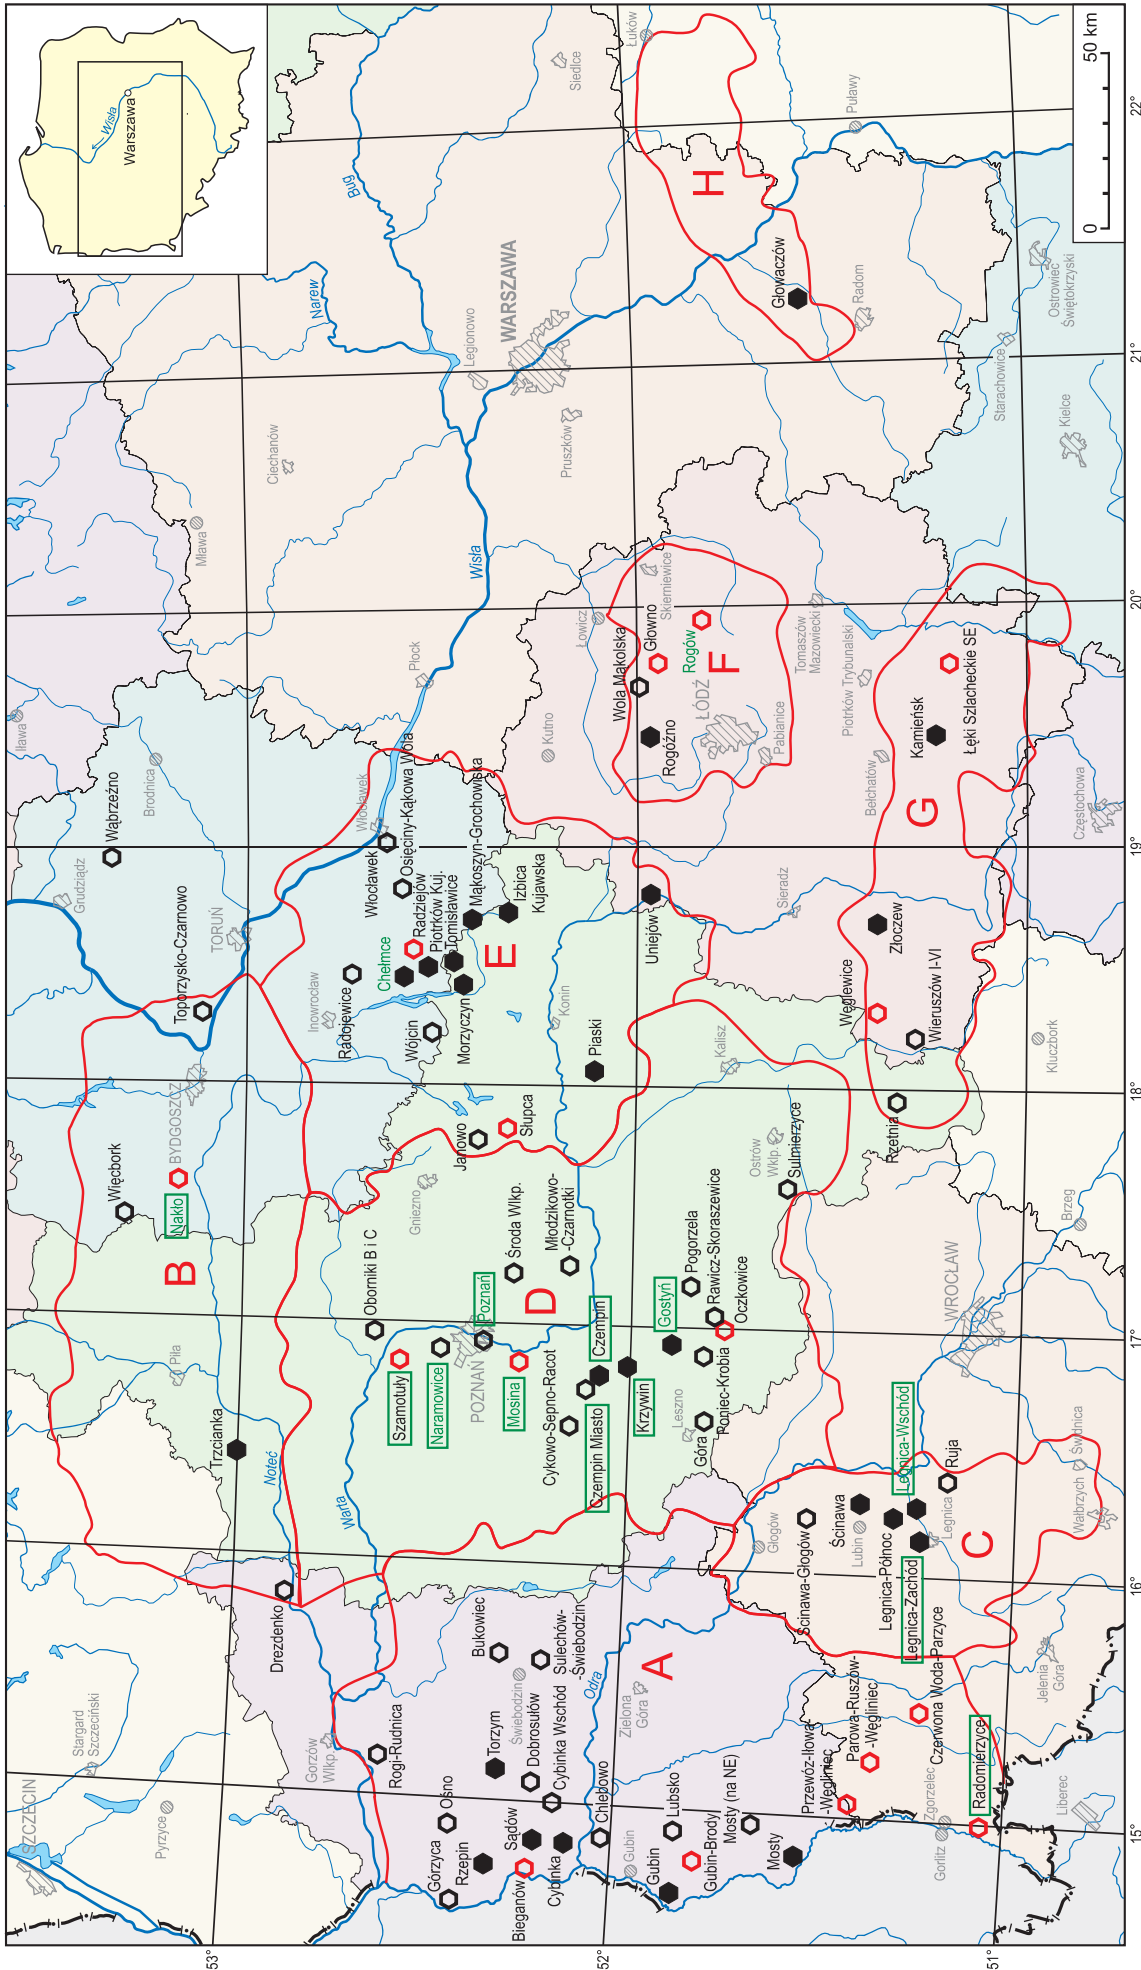 SZCZECIN
Stargard
Szczeciński
Pyrzyce
Piła
Grudziądz
Brodnica
Iława
Mława
Ciechanów
Wisła
Warszawa
Więcbork
BYDGOSZCZ
Nakło
B
Trzcianka
Noteć
Drezdenko
Toporzysko-Czarnowo
TORUŃ
Wąbrzeźno
Gorzów
Wlkp.
Rogi-Rudnica
Warta
Oborniki B i C
Szamotuły
Naramowice
POZNAŃ
Poznań
Gniezno
Inowrocław
Radojewice
Wójcin
Chełmce
Włocławek
Włocławek
Osięciny-Kąkowa Wola
Radziejów
Piotrków Kuj.
Tomisławice
Morzyczyn
Mąkoszyn-Grochowiska
Izbica
Kujawska
E
Płock
Wisła
Narew
Bug
Legionowo
WARSZAWA
Pruszków
Siedlce
Łuków
Górzyca
Ośno
Rzepin
Bieganów
Sądów
Torzym
Cybinka
Dobrosułów
Cybinka Wschód
Świebodzin
Bukowiec
Sulechów-
-Świebodzin
Chlebowo
Odra
Mosina
Środa Wlkp.
D
Młodzikowo-
-Czarnotki
Cykowo-Sepno-Racot
Czempin
Czempin Miasto
Krzywin
Janowo
Słupca
Konin
Piaski
Kutno
Łowicz
Gubin
Gubin
Lubsko
Gubin-Brody
Mosty (na NE)
Mosty
Zielona
Góra
A
Gostyń
Leszno
Góra
Poniec-Krobia
Pogorzela
Rawicz-Skoraszewice
Oczkowice
Kalisz
Ostrów
Wklp.
Sulmierzyce
Uniejów
Sieradz
Wola Makolska
Głowno
Skierniewice
Rogów
F
Rogóźno
ŁÓDŹ
Pabianice
Tomaszów
Mazowiecki
Piotrków Trybunalski
Bełchatów
H
Głowaczów
Radom
Puławy
Przewóz-Iłowa-
-Węgliniec
Parowa-Ruszów-
-Węgliniec
Czerwona Woda-Parzyce
Zgorzelec
Gorlitz
Radomierzyce
Liberec
Jelenia
Góra
Głogów
Ścinawa-Głogów
Ścinawa
Lubin
Legnica-Północ
Legnica-Zachód
Legnica-Wschód
Legnica
Ruja
C
Wałbrzych
Świdnica
WROCŁAW
Brzeg
Rzetnia
Węglewice
Wieruszów I-VI
Złoczew
Kluczbork
G
Kamieńsk
Łęki Szlacheckie SE
Częstochowa
Kielce
Starachowice
Ostrowiec
Świętokrzyski
0
50 km
53°
52°
51°
15°
16°
17°
18°
19°
20°
21°
22°